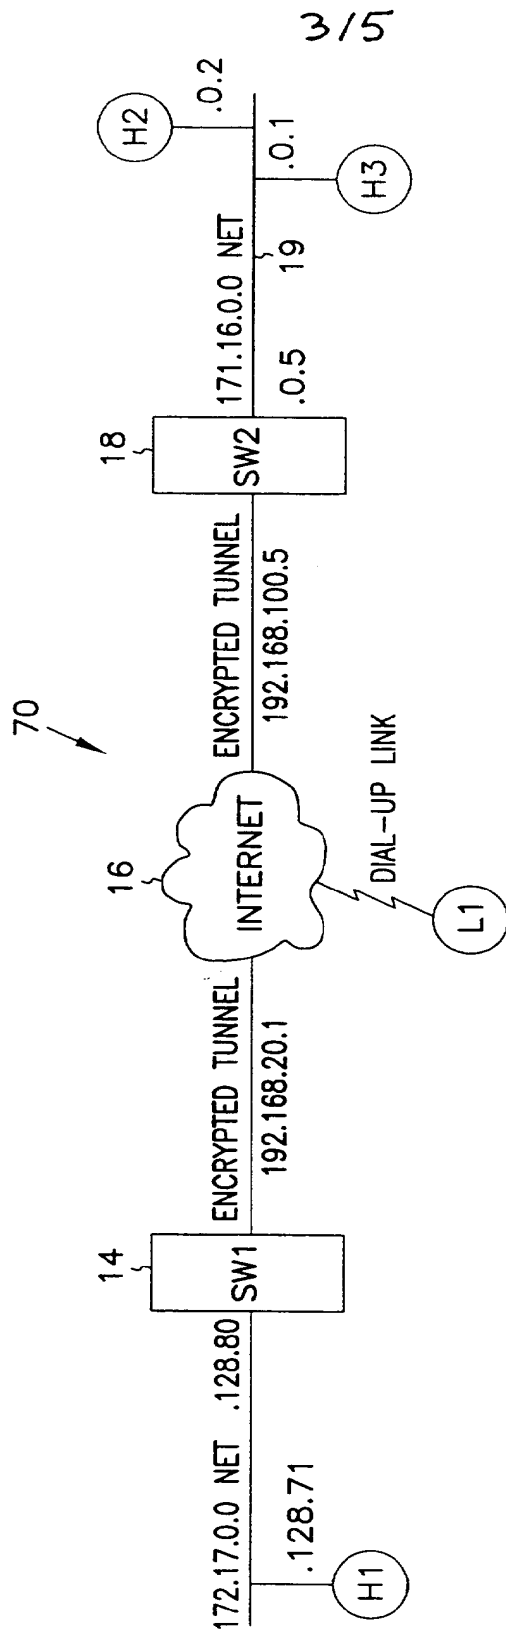 3/5
70
14
16
18
172.17.0.0 NET
.128.80
SW1
ENCRYPTED TUNNEL
192.168.20.1
INTERNET
ENCRYPTED TUNNEL
192.168.100.5
SW2
171.16.0.0 NET
.0.5
19
.0.2
H2
.0.1
H3
.128.71
H1
DIAL-UP LINK
L1